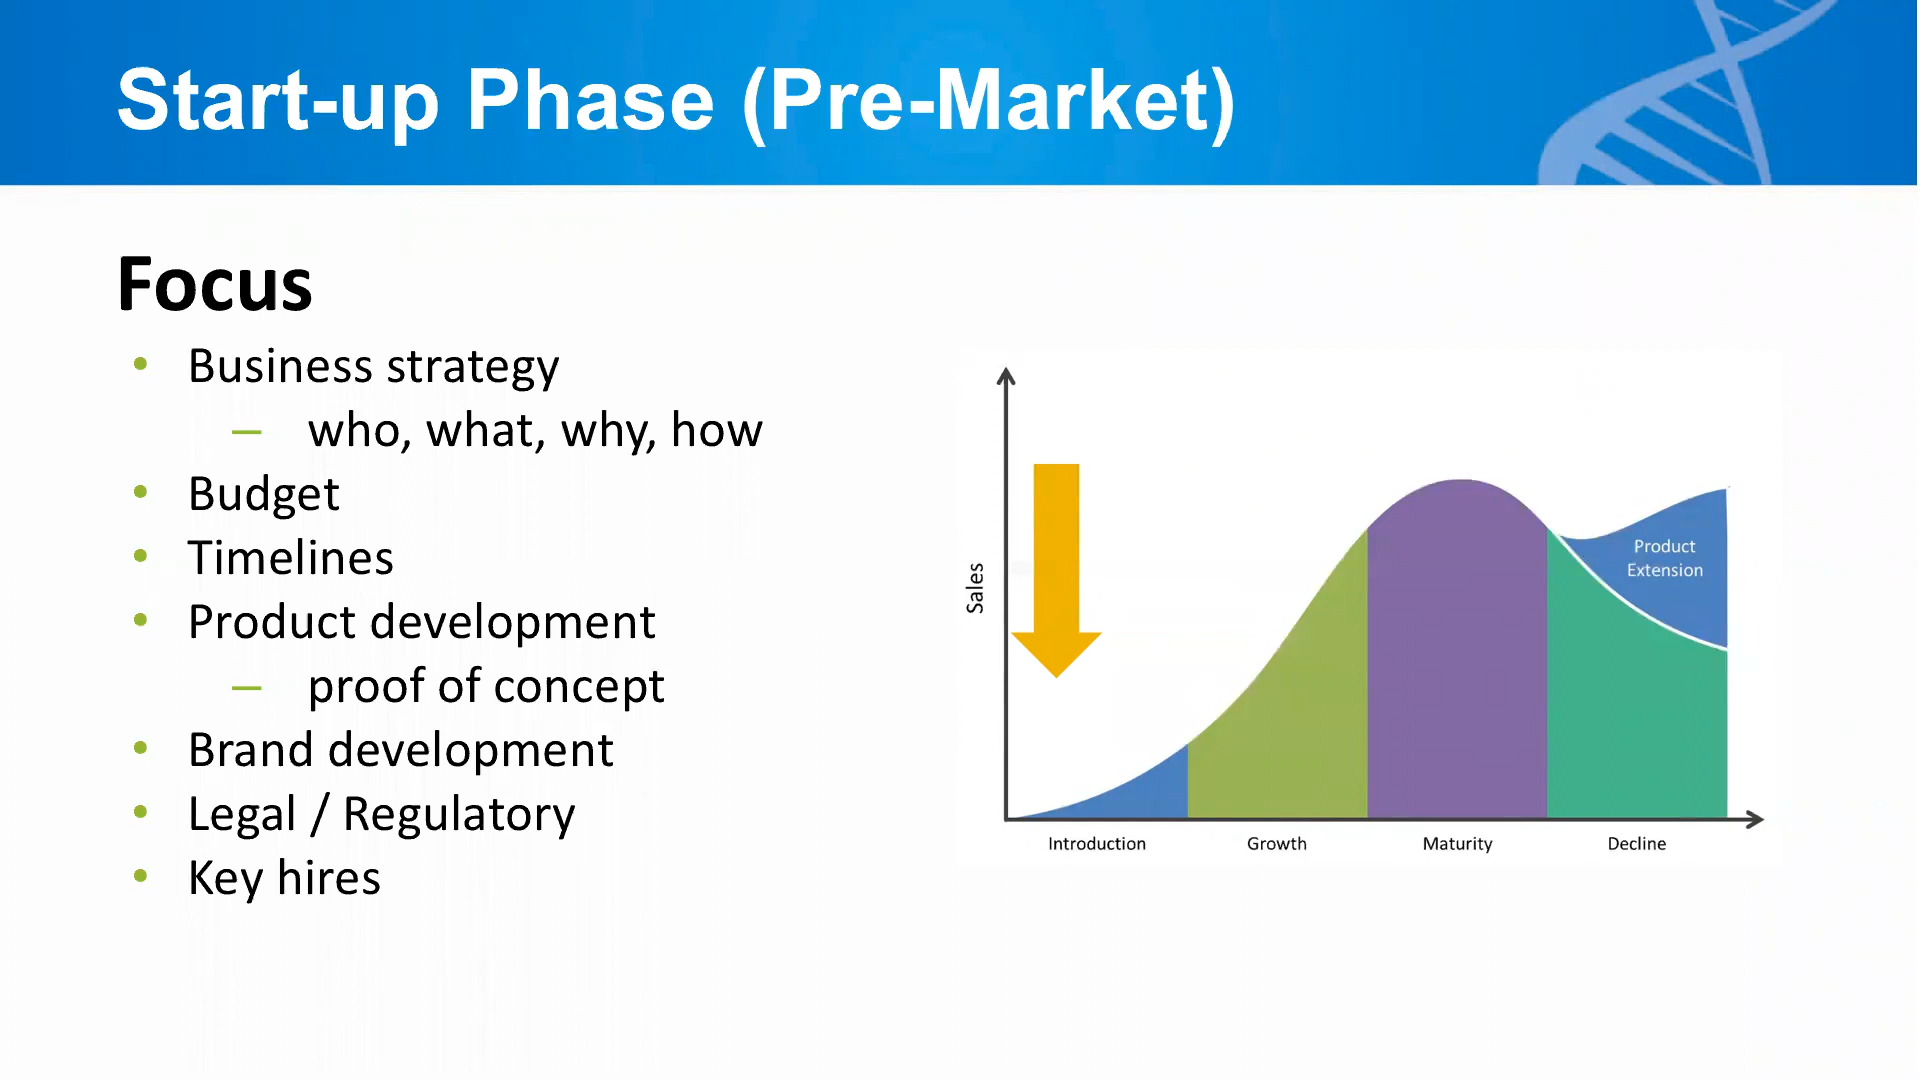 Start-up Phase (Pre-Market)
Focus
• Business strategy
– who, what, why, how
• Budget
• Timelines
• Product development
– proof of concept
• Brand development
• Legal / Regulatory
• Key hires
Sales
Product
Extension
Introduction
Growth
Maturity
Decline